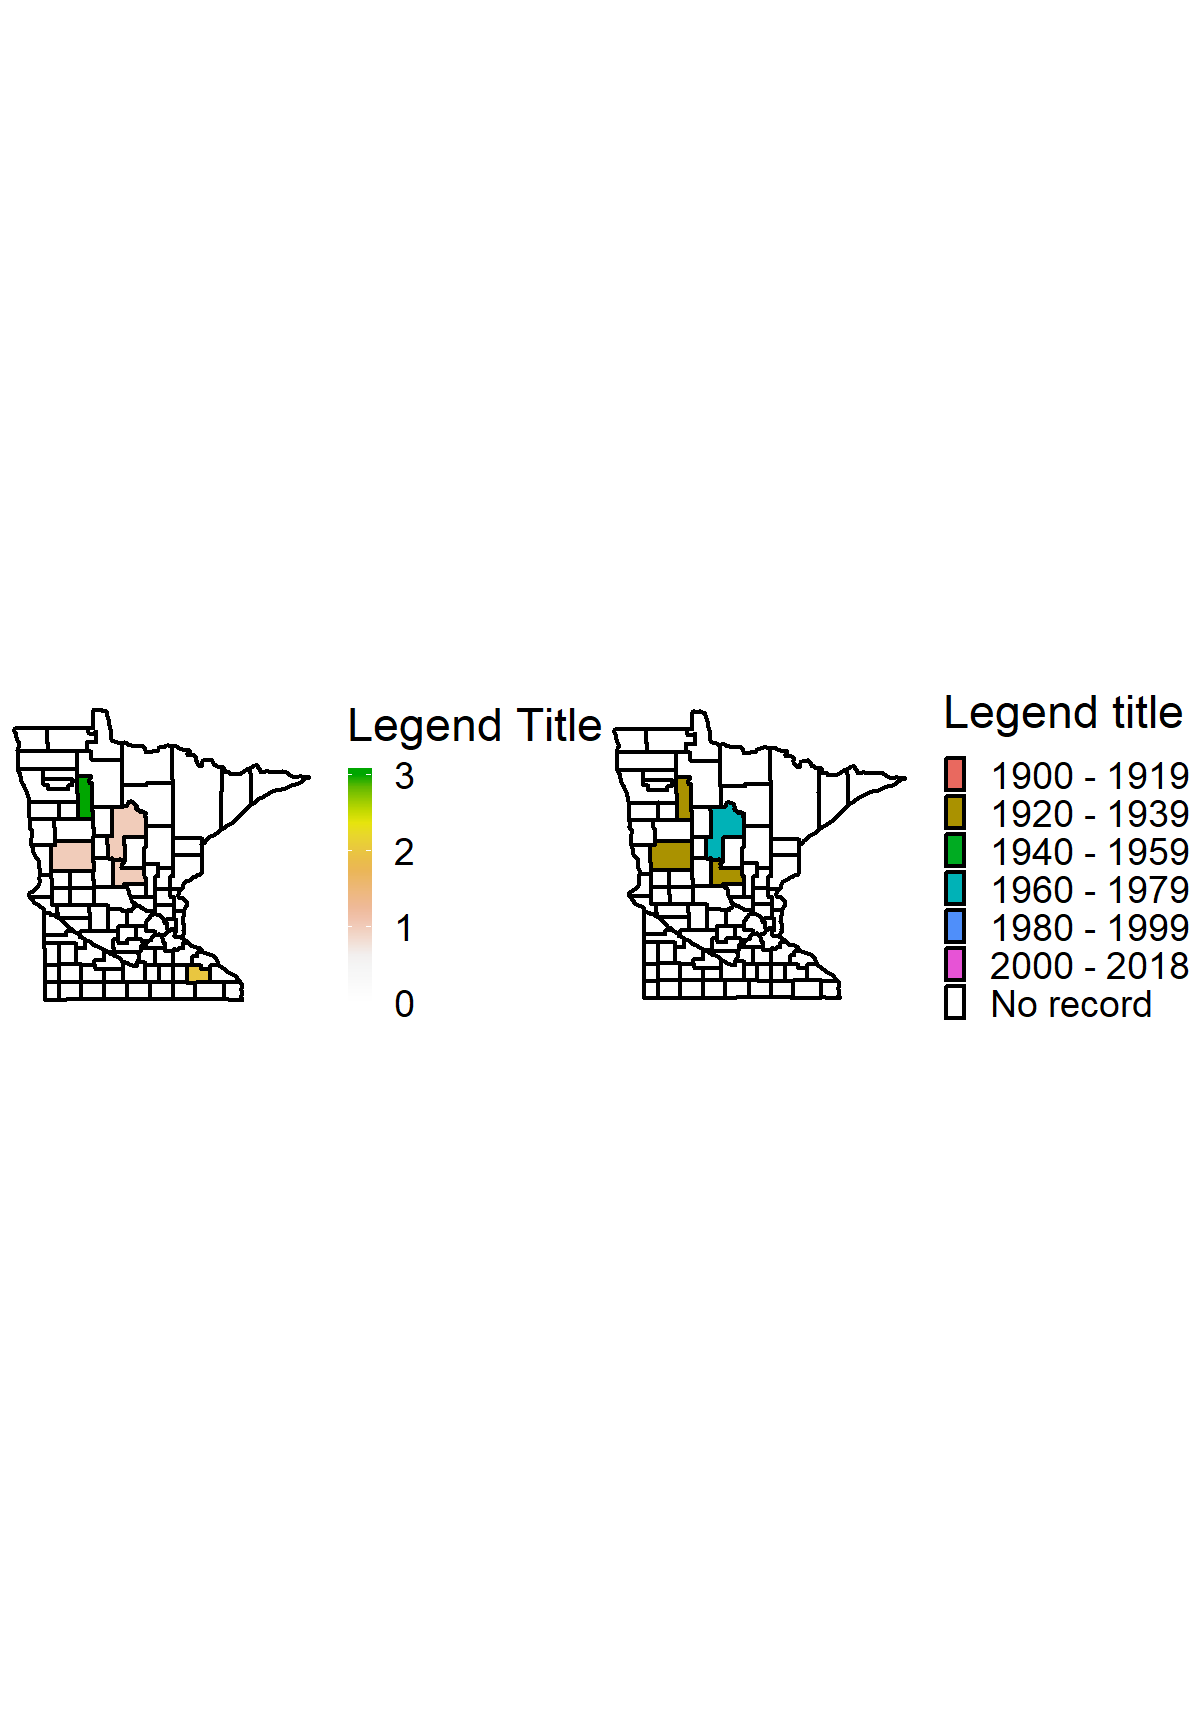 Legend Title
3
2
1
0
Legend title
1900 - 1919
1920 - 1939
1940 - 1959
1960 - 1979
1980 - 1999
2000 - 2018
No record